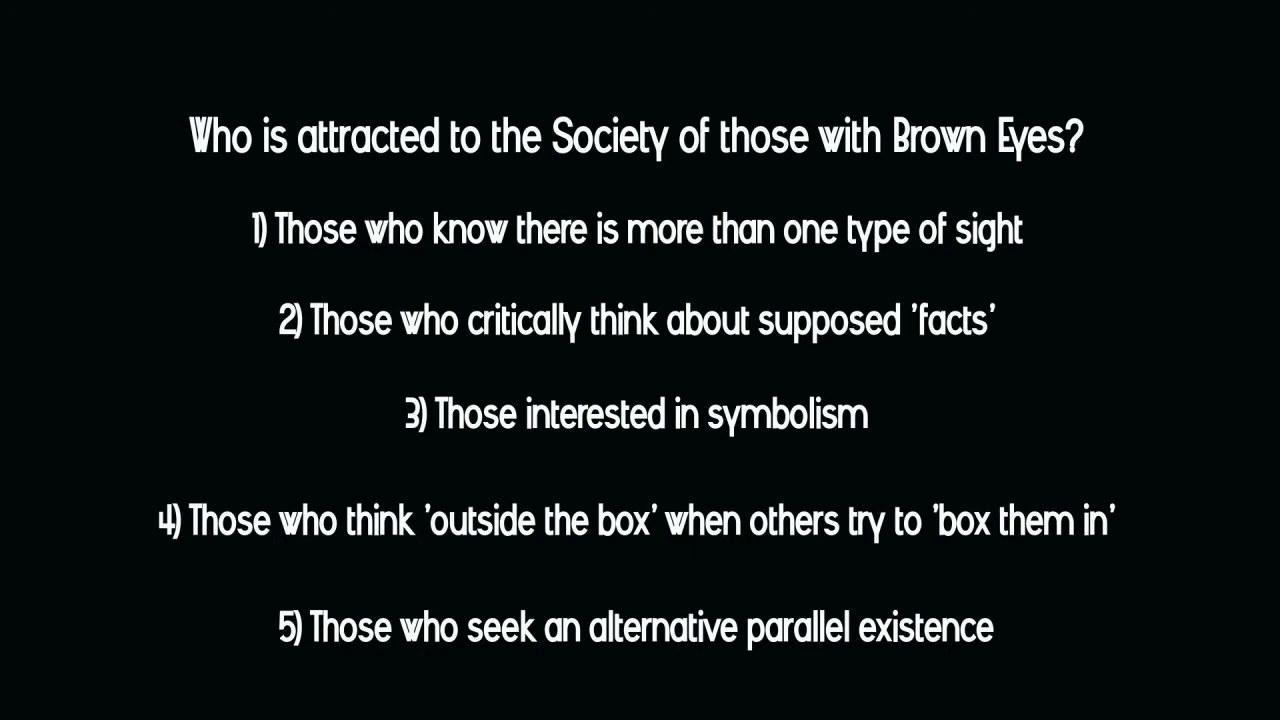 Who is attracted to the Society of those with Brown Eyes?
1) Those who know there is more than one type of sight
2) Those who critically think about supposed 'facts'
3) Those interested in symbolism
4) Those who think 'outside the box' when others try to 'box them in'
5) Those who seek an alternative parallel existence